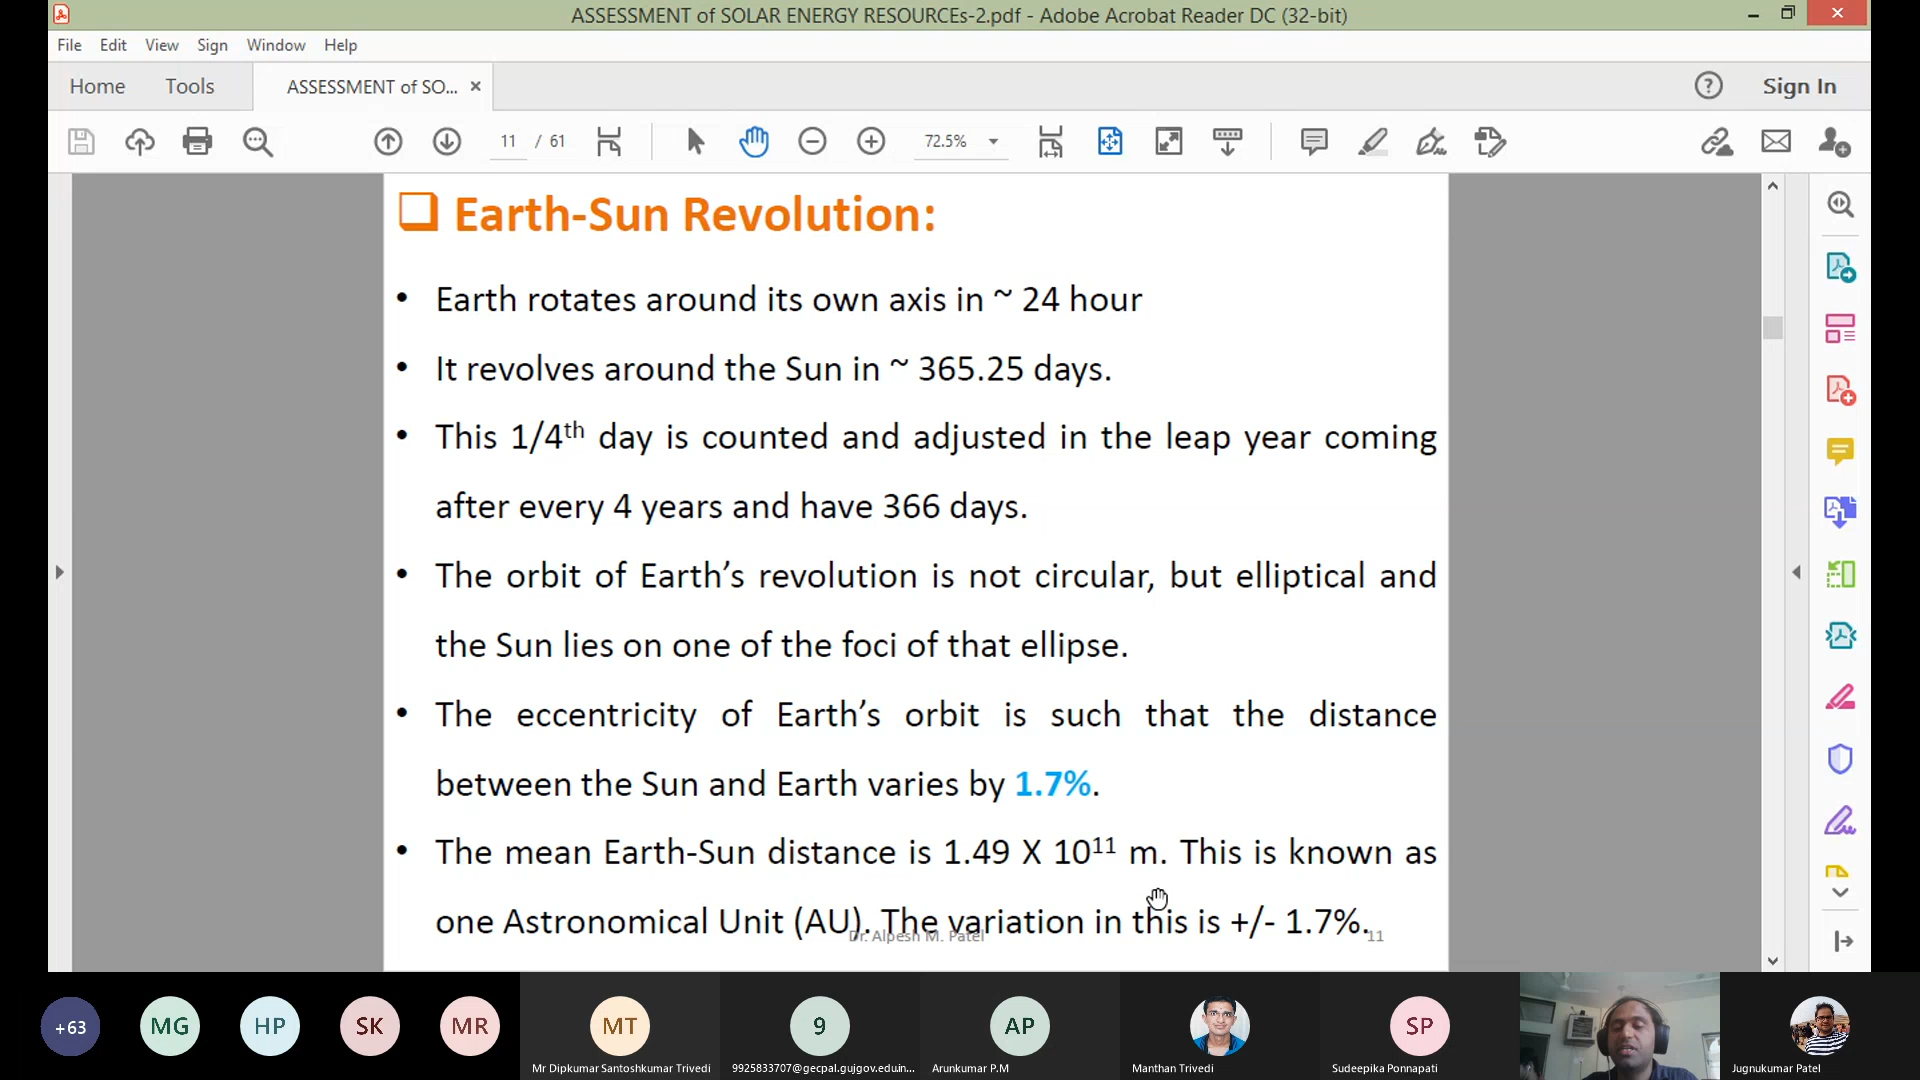 ASSESSMENT of SOLAR ENERGY RESOURCEs-2.pdf - Adobe Acrobat Reader DC (32-bit)
File Edit View Sign Window Help
Home Tools ASSESSMENT of SO... × Sign In
11 / 61 72.5%
Earth-Sun Revolution:
• Earth rotates around its own axis in ~ 24 hour
• It revolves around the Sun in ~ 365.25 days.
• This 1/4th day is counted and adjusted in the leap year coming
after every 4 years and have 366 days.
• The orbit of Earth’s revolution is not circular, but elliptical and
the Sun lies on one of the foci of that ellipse.
• The eccentricity of Earth’s orbit is such that the distance
between the Sun and Earth varies by 1.7%.
• The mean Earth-Sun distance is 1.49 X 10¹¹ m. This is known as
one Astronomical Unit (AU). The variation in this is +/- 1.7%.
Dr. Alpesh M. Patel 11
+63 MG HP SK MR MT 9 AP SP
Mr Dipkumar Santoshkumar Trivedi 9925833707@gecpal.gujgov.edu.in... Arunkumar P.M Manthan Trivedi Sudeepika Ponnapati Jugnukumar Patel